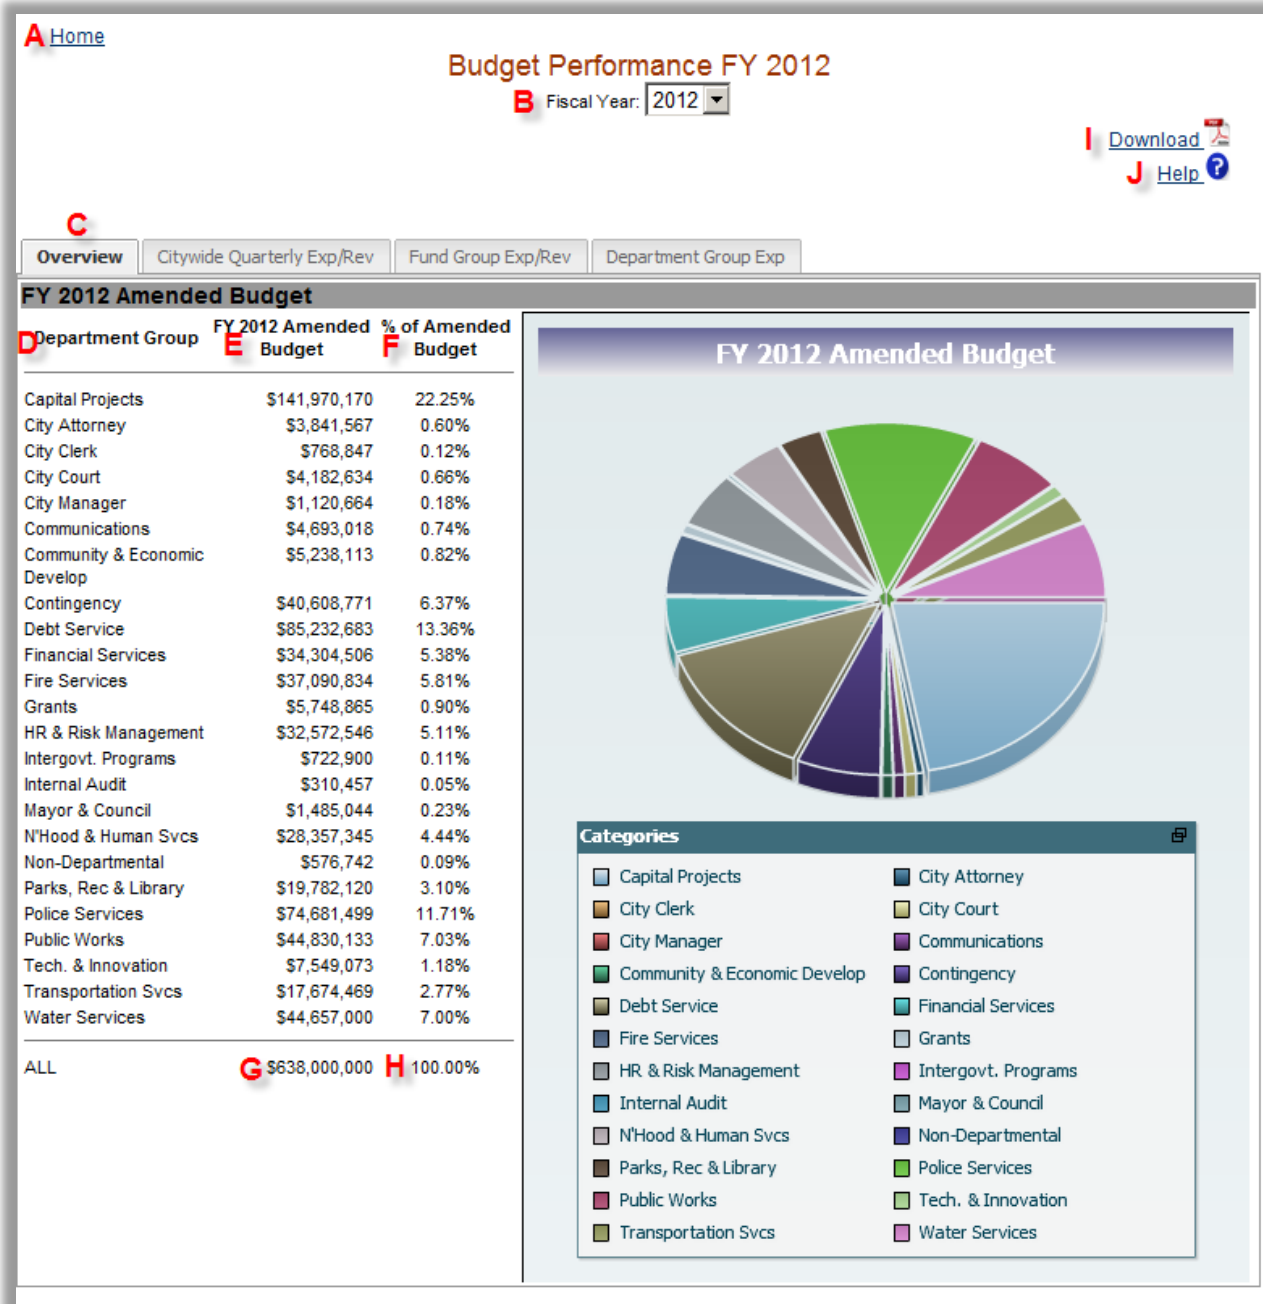 A Home
Budget Performance FY 2012
B Fiscal Year: 2012
I Download
J Help
C
Overview Citywide Quarterly Exp/Rev Fund Group Exp/Rev Department Group Exp
FY 2012 Amended Budget
D Department Group E FY 2012 Amended Budget F % of Amended Budget
Capital Projects $141,970,170 22.25%
City Attorney $3,841,567 0.60%
City Clerk $768,847 0.12%
City Court $4,182,634 0.66%
City Manager $1,120,664 0.18%
Communications $4,693,018 0.74%
Community & Economic $5,238,113 0.82%
Develop
Contingency $40,608,771 6.37%
Debt Service $85,232,683 13.36%
Financial Services $34,304,506 5.38%
Fire Services $37,090,834 5.81%
Grants $5,748,865 0.90%
HR & Risk Management $32,572,546 5.11%
Intergovt. Programs $722,900 0.11%
Internal Audit $310,457 0.05%
Mayor & Council $1,485,044 0.23%
N'Hood & Human Svcs $28,357,345 4.44%
Non-Departmental $576,742 0.09%
Parks, Rec & Library $19,782,120 3.10%
Police Services $74,681,499 11.71%
Public Works $44,830,133 7.03%
Tech. & Innovation $7,549,073 1.18%
Transportation Svcs $17,674,469 2.77%
Water Services $44,657,000 7.00%
ALL G $638,000,000 H 100.00%
FY 2012 Amended Budget
Categories
Capital Projects City Attorney
City Clerk City Court
City Manager Communications
Community & Economic Develop Contingency
Debt Service Financial Services
Fire Services Grants
HR & Risk Management Intergovt. Programs
Internal Audit Mayor & Council
N'Hood & Human Svcs Non-Departmental
Parks, Rec & Library Police Services
Public Works Tech. & Innovation
Transportation Svcs Water Services